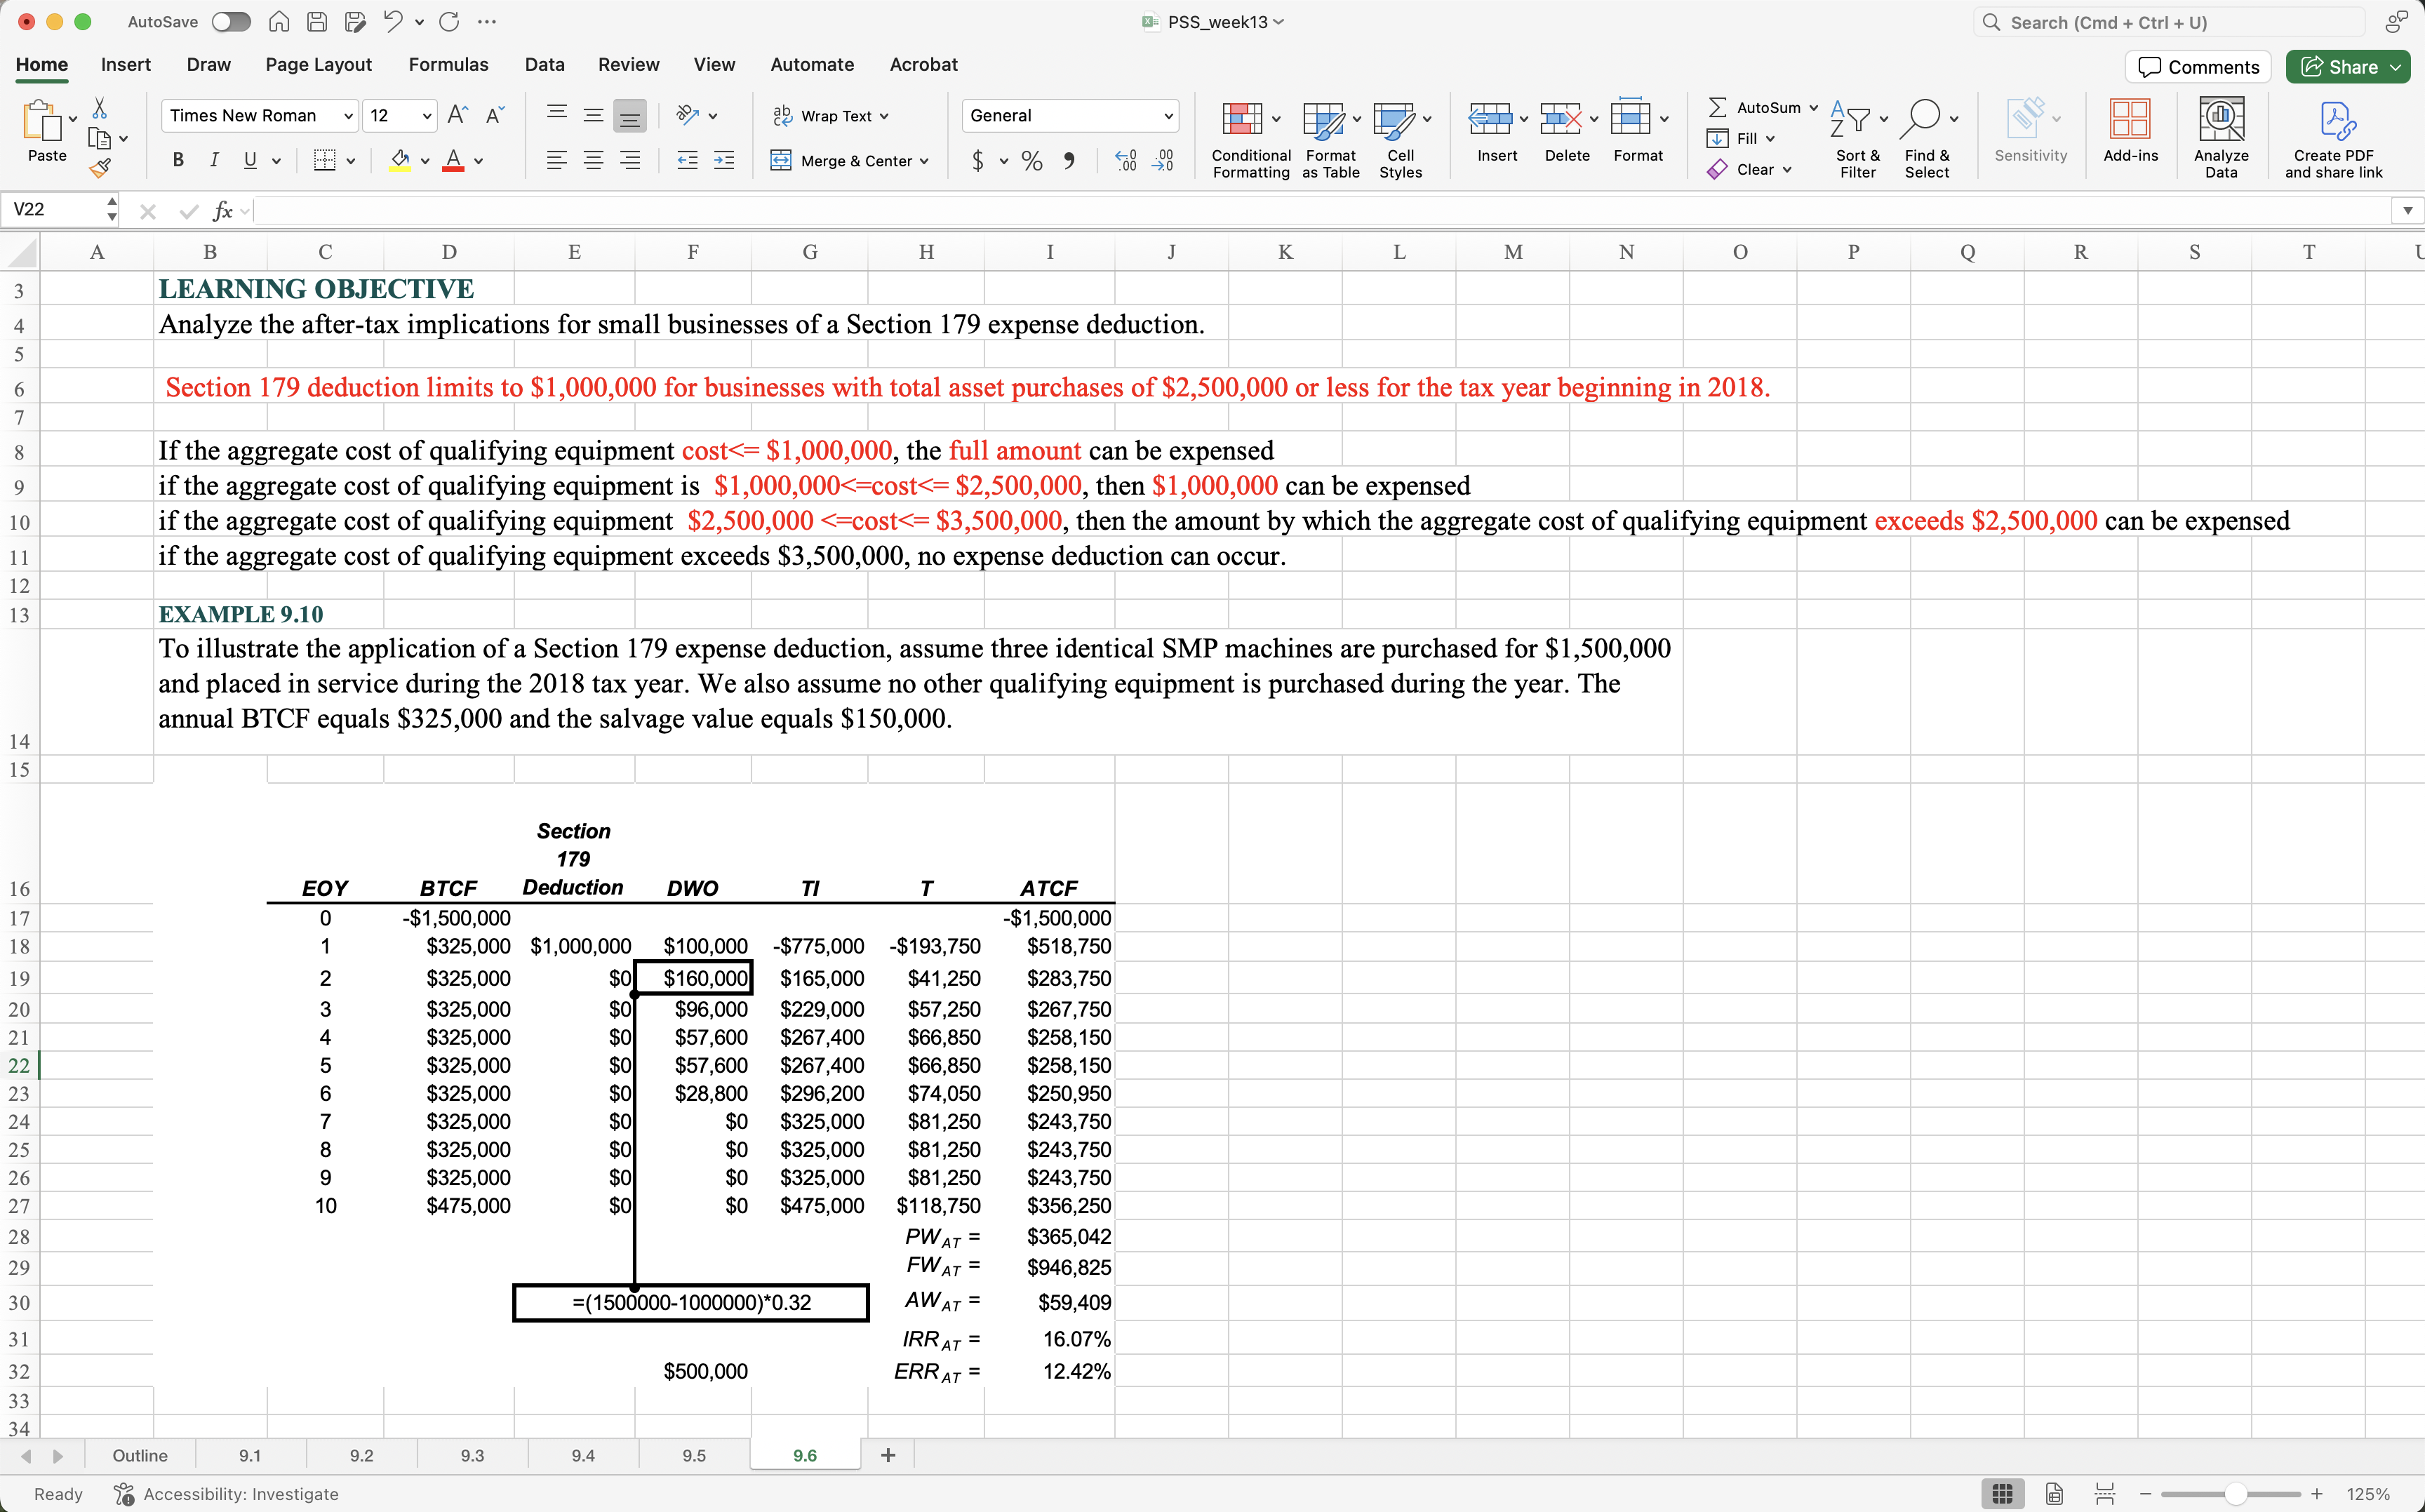 AutoSave
PSS_week13
Search (Cmd + Ctrl + U)
Home Insert Draw Page Layout Formulas Data Review View Automate Acrobat
Comments Share
Paste
Times New Roman 12
B I U
Wrap Text
Merge & Center
General
$ % 9
Conditional Formatting
Format as Table
Cell Styles
Insert Delete Format
AutoSum
Fill
Clear
Sort & Filter
Find & Select
Sensitivity
Add-ins
Analyze Data
Create PDF and share link
V22 fx
A B C D E F G H I J K L M N O P Q R S T U
3 LEARNING OBJECTIVE
4 Analyze the after-tax implications for small businesses of a Section 179 expense deduction.
5
6 Section 179 deduction limits to $1,000,000 for businesses with total asset purchases of $2,500,000 or less for the tax year beginning in 2018.
7
8 If the aggregate cost of qualifying equipment cost<= $1,000,000, the full amount can be expensed
9 if the aggregate cost of qualifying equipment is $1,000,000<=cost<= $2,500,000, then $1,000,000 can be expensed
10 if the aggregate cost of qualifying equipment $2,500,000 <=cost<= $3,500,000, then the amount by which the aggregate cost of qualifying equipment exceeds $2,500,000 can be expensed
11 if the aggregate cost of qualifying equipment exceeds $3,500,000, no expense deduction can occur.
12
13 EXAMPLE 9.10
To illustrate the application of a Section 179 expense deduction, assume three identical SMP machines are purchased for $1,500,000
and placed in service during the 2018 tax year. We also assume no other qualifying equipment is purchased during the year. The
annual BTCF equals $325,000 and the salvage value equals $150,000.
14
15
Section
179
16 EOY BTCF Deduction DWO TI T ATCF
17 0 -$1,500,000 -$1,500,000
18 1 $325,000 $1,000,000 $100,000 -$775,000 -$193,750 $518,750
19 2 $325,000 $0 $160,000 $165,000 $41,250 $283,750
20 3 $325,000 $0 $96,000 $229,000 $57,250 $267,750
21 4 $325,000 $0 $57,600 $267,400 $66,850 $258,150
22 5 $325,000 $0 $57,600 $267,400 $66,850 $258,150
23 6 $325,000 $0 $28,800 $296,200 $74,050 $250,950
24 7 $325,000 $0 $0 $325,000 $81,250 $243,750
25 8 $325,000 $0 $0 $325,000 $81,250 $243,750
26 9 $325,000 $0 $0 $325,000 $81,250 $243,750
27 10 $475,000 $0 $0 $475,000 $118,750 $356,250
28 PW AT = $365,042
29 FW AT = $946,825
30 =(1500000-1000000)*0.32 AW AT = $59,409
31 IRR AT = 16.07%
32 $500,000 ERR AT = 12.42%
33
34
Outline 9.1 9.2 9.3 9.4 9.5 9.6 +
Ready Accessibility: Investigate 125%